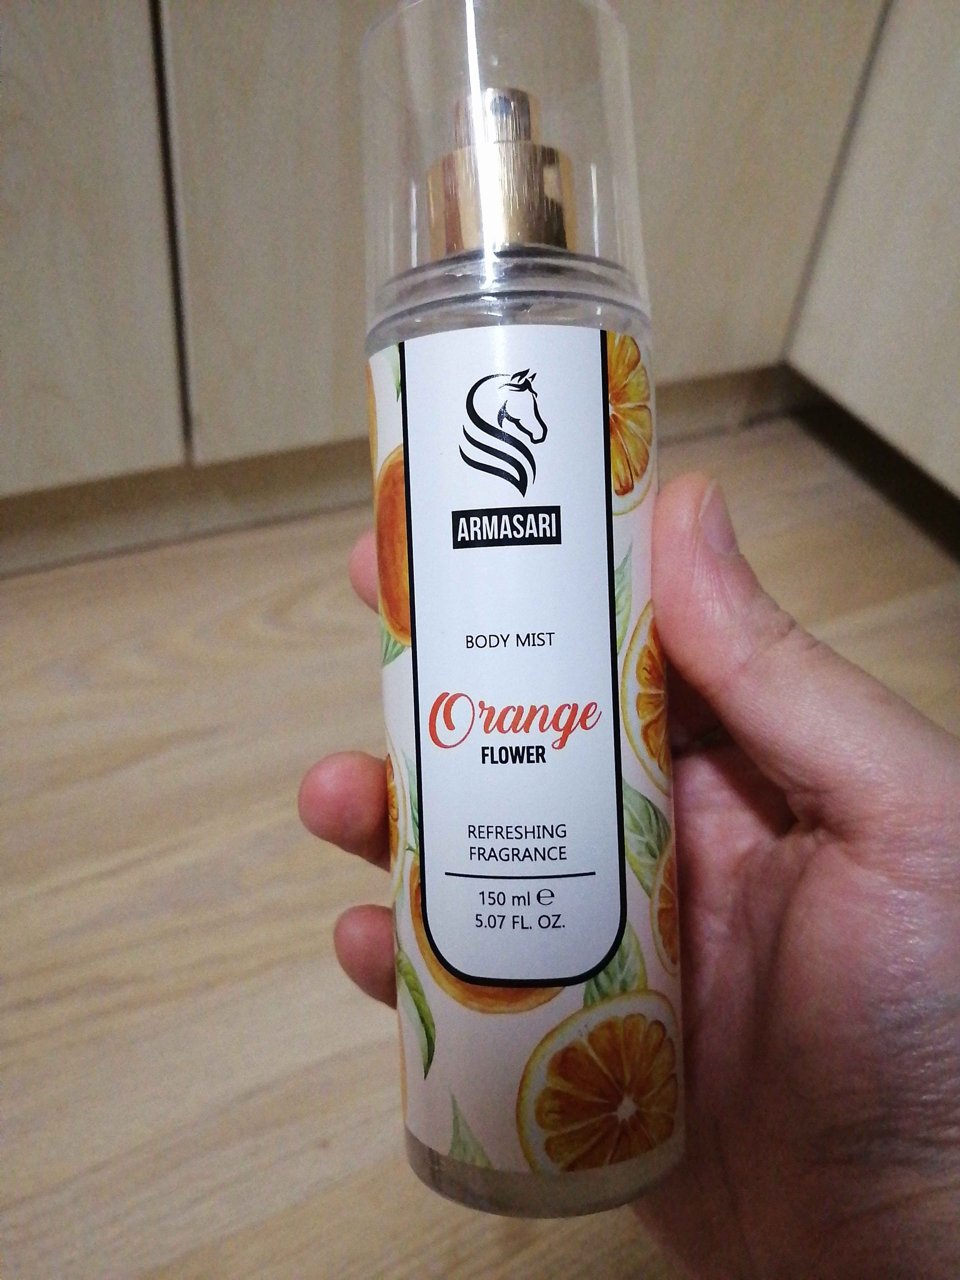 ARMASARI
BODY MIST
Orange
FLOWER
REFRESHING
FRAGRANCE
150 ml ℮
5.07 FL. OZ.